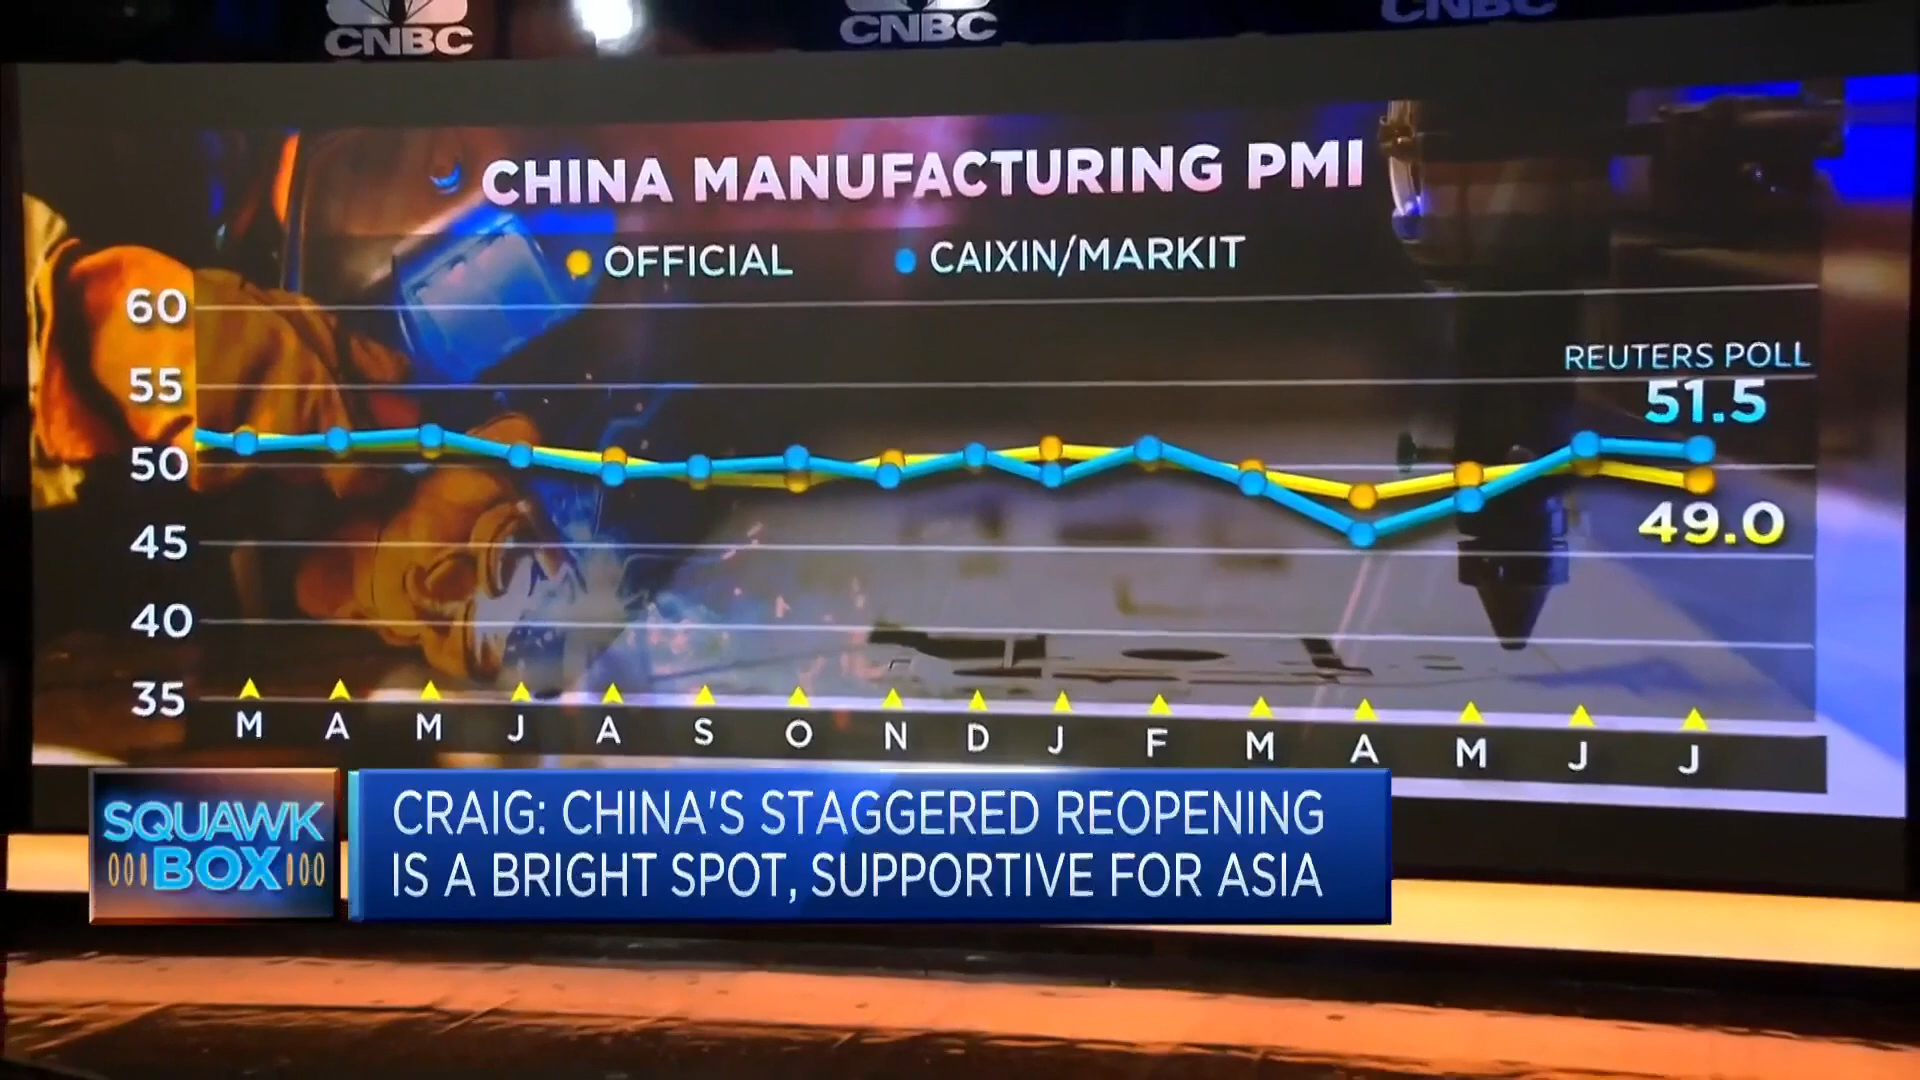 CNBC CNBC CNBC
CHINA MANUFACTURING PMI
OFFICIAL CAIXIN/MARKIT
60
55
50
45
40
35
REUTERS POLL
51.5
49.0
M A M J A S O N D J F M A M J J
SQUAWK
BOX
CRAIG: CHINA'S STAGGERED REOPENING
IS A BRIGHT SPOT, SUPPORTIVE FOR ASIA